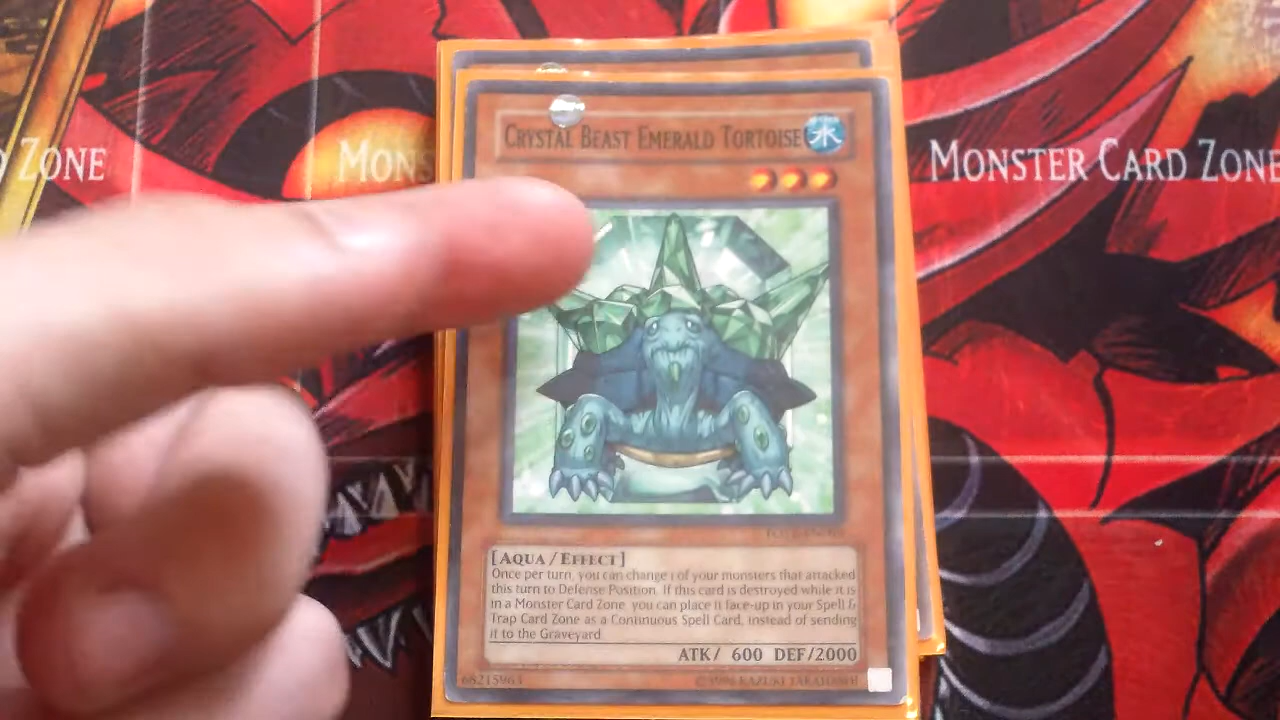 ZONE
MONS
MONSTER CARD ZONE
CRYSTAL BEAST EMERALD TORTOISE
水
[AQUA/EFFECT]
Once per turn, you can change 1 of your monsters that attacked
this turn to Defense Position. If this card is destroyed while it is
in a Monster Card Zone, you can place it face-up in your Spell &
Trap Card Zone as a Continuous Spell Card, instead of sending
it to the Graveyard.
ATK/ 600 DEF/2000
68215963
©1996 KAZUKI TAKAHASHI